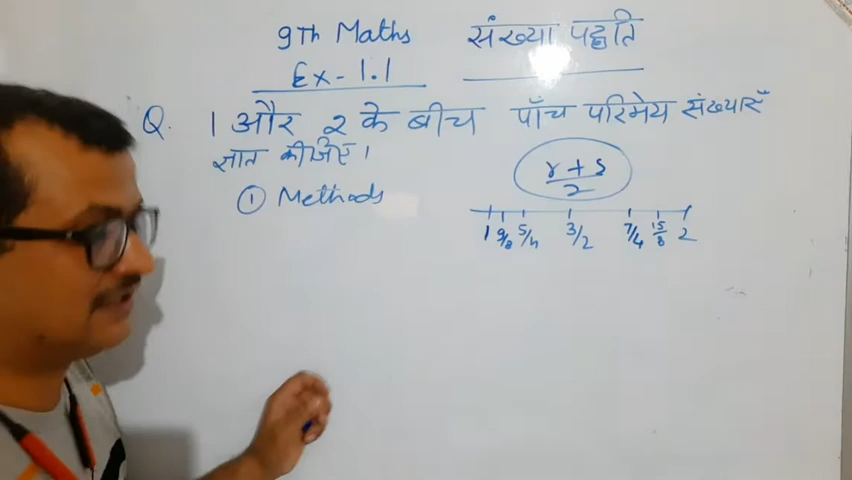 9Th Maths संख्या पद्धति
Ex-1.1
Q. 1 और 2 के बीच पाँच परिमेय संख्याएँ
ज्ञात कीजिए।
① Methods
r+s/2
1 9/8 5/4 3/2 7/4 15/8 2